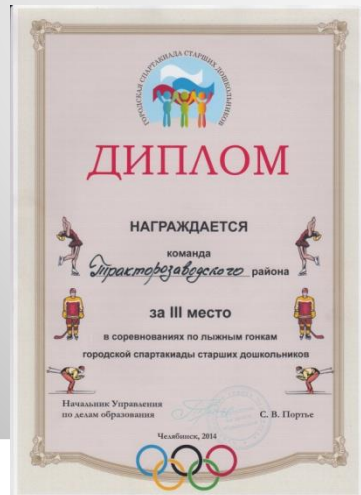 ГОРОДСКАЯ СПАРТАКИАДА СТАРШИХ ДОШКОЛЬНИКОВ
ДИПЛОМ
НАГРАЖДАЕТСЯ
команда
Тракторозаводского района
за III место
в соревнованиях по лыжным гонкам
городской спартакиады старших дошкольников
Начальник Управления
по делам образования
С. В. Портье
Челябинск, 2014